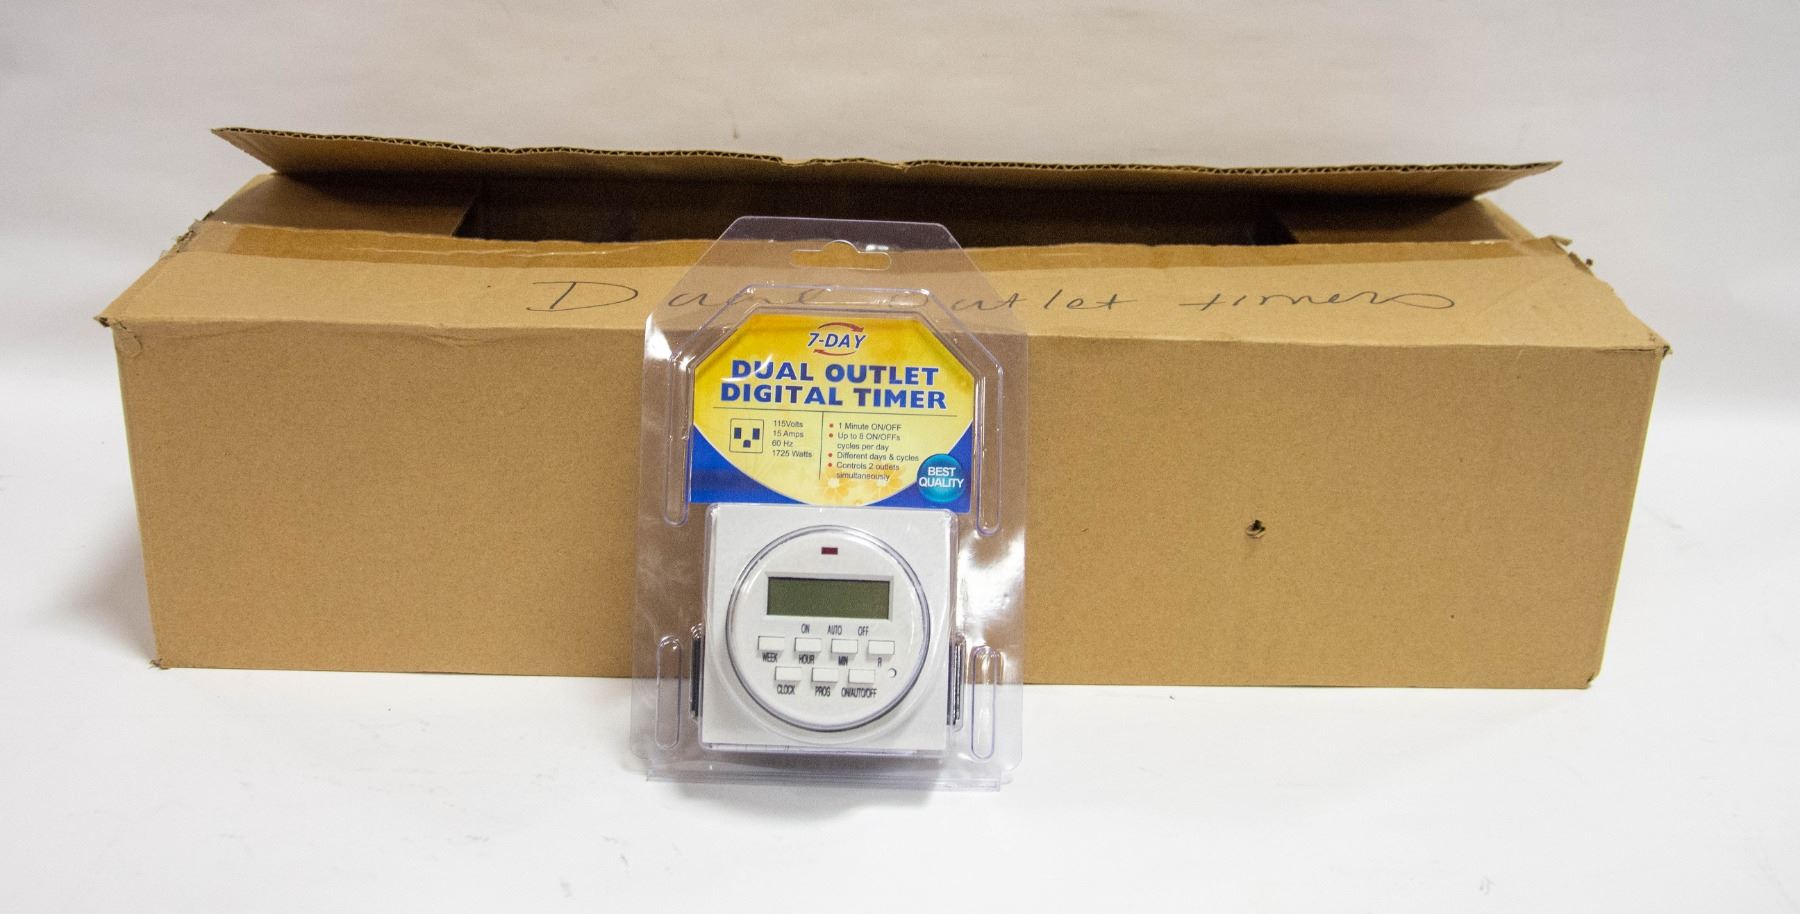 Dual Outlet timers
7-DAY
DUAL OUTLET
DIGITAL TIMER
115Volts
15 Amps
60 Hz
1725 Watts
• 1 Minute ON/OFF
• Up to 8 ON/OFF's
cycles per day
• Different days & cycles
• Controls 2 outlets
simultaneously
BEST
QUALITY
ON AUTO OFF
WEEK HOUR MIN R
CLOCK PROG ON/AUTO/OFF